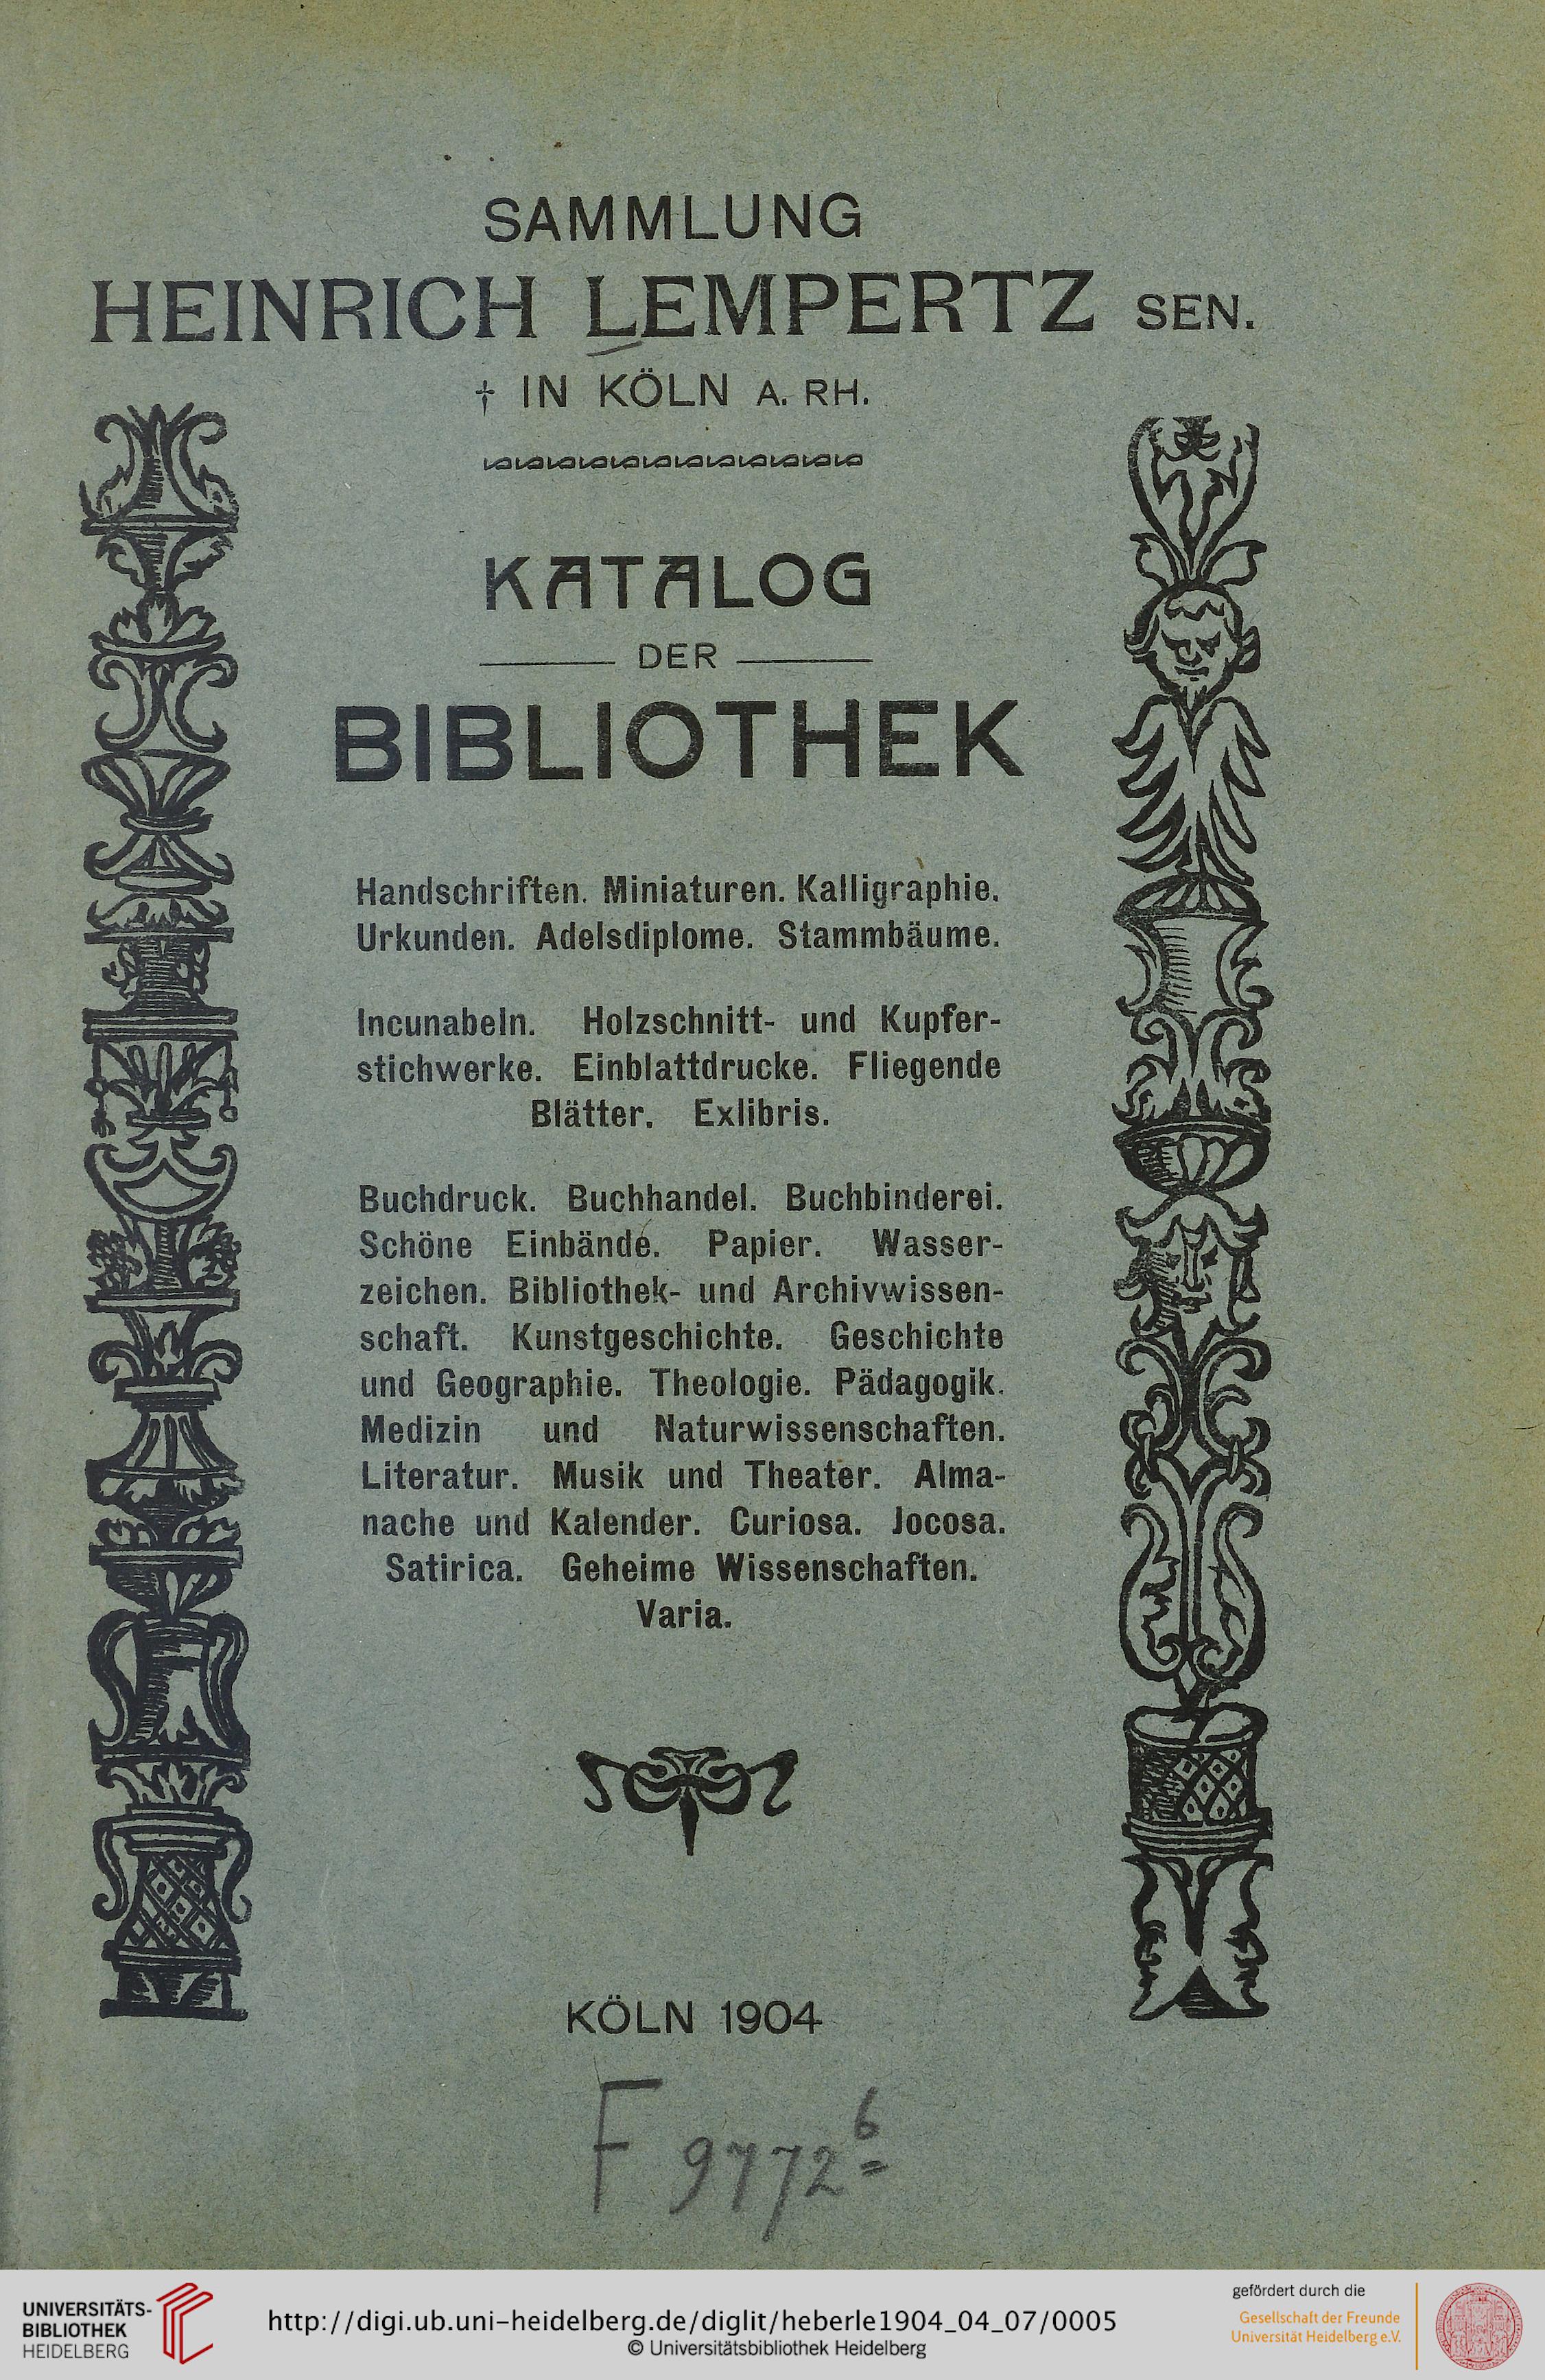 SAMMLUNG
HEINRICH LEMPERTZ SEN.
† IN KÖLN A. RH.
KATALOG
DER
BIBLIOTHEK
Handschriften. Miniaturen. Kalligraphie.
Urkunden. Adelsdiplome. Stammbäume.
Incunabeln. Holzschnitt- und Kupfer-
stichwerke. Einblattdrucke. Fliegende
Blätter. Exlibris.
Buchdruck. Buchhandel. Buchbinderei.
Schöne Einbände. Papier. Wasser-
zeichen. Bibliothek- und Archivwissen-
schaft. Kunstgeschichte. Geschichte
und Geographie. Theologie. Pädagogik.
Medizin und Naturwissenschaften.
Literatur. Musik und Theater. Alma-
nache und Kalender. Curiosa. Jocosa.
Satirica. Geheime Wissenschaften.
Varia.
KÖLN 1904
F 9772 6
UNIVERSITÄTS-
BIBLIOTHEK
HEIDELBERG
http://digi.ub.uni-heidelberg.de/diglit/heberle1904_04_07/0005
© Universitätsbibliothek Heidelberg
gefördert durch die
Gesellschaft der Freunde
Universität Heidelberg e.V.